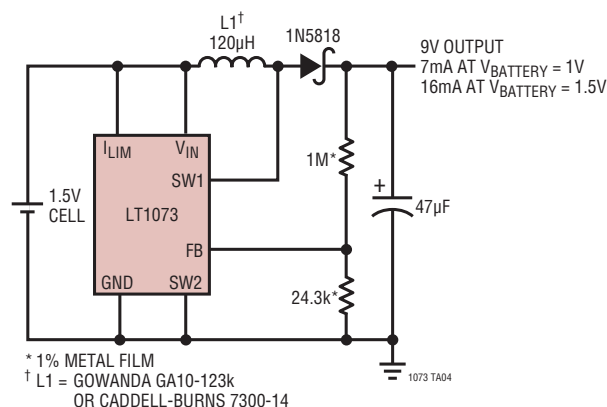 L1†
120μH
1N5818
9V OUTPUT
7mA AT VBATTERY = 1V
16mA AT VBATTERY = 1.5V
ILIM
VIN
SW1
1M*
+
1.5V
CELL
LT1073
47μF
FB
GND
SW2
24.3k*
* 1% METAL FILM
† L1 = GOWANDA GA10-123k
OR CADDELL-BURNS 7300-14
1073 TA04